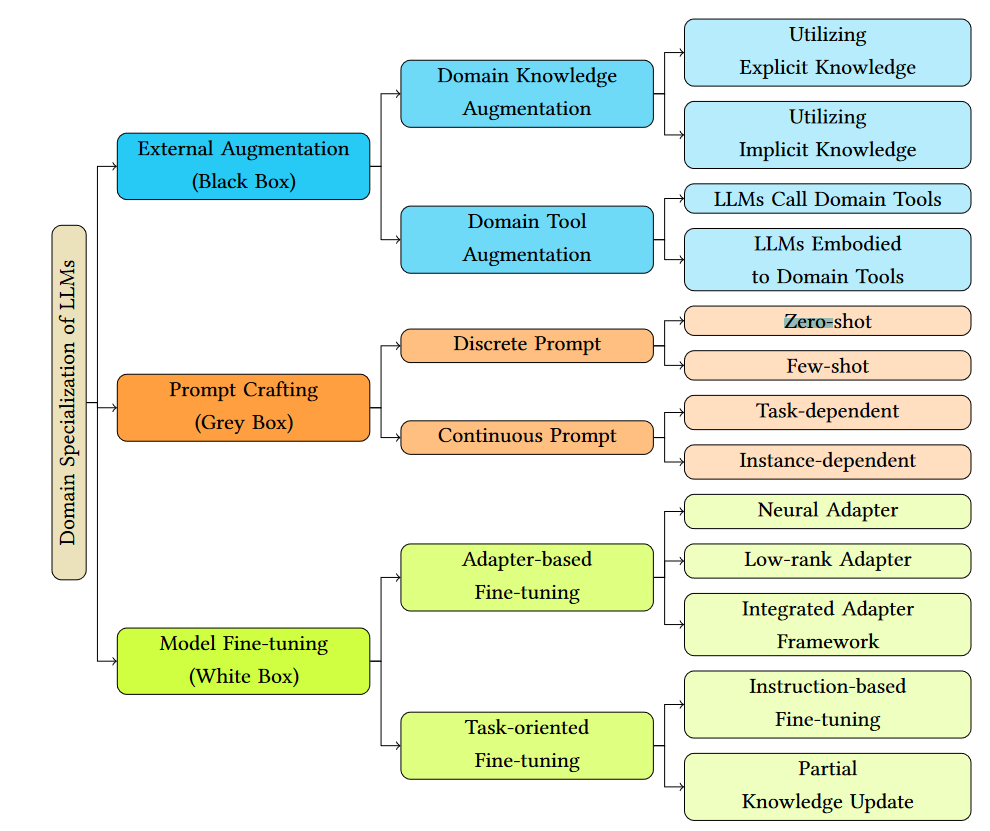 Domain Specialization of LLMs
External Augmentation
(Black Box)
Domain Knowledge
Augmentation
Utilizing
Explicit Knowledge
Utilizing
Implicit Knowledge
Domain Tool
Augmentation
LLMs Call Domain Tools
LLMs Embodied
to Domain Tools
Prompt Crafting
(Grey Box)
Discrete Prompt
Zero-shot
Few-shot
Continuous Prompt
Task-dependent
Instance-dependent
Model Fine-tuning
(White Box)
Adapter-based
Fine-tuning
Neural Adapter
Low-rank Adapter
Integrated Adapter
Framework
Task-oriented
Fine-tuning
Instruction-based
Fine-tuning
Partial
Knowledge Update